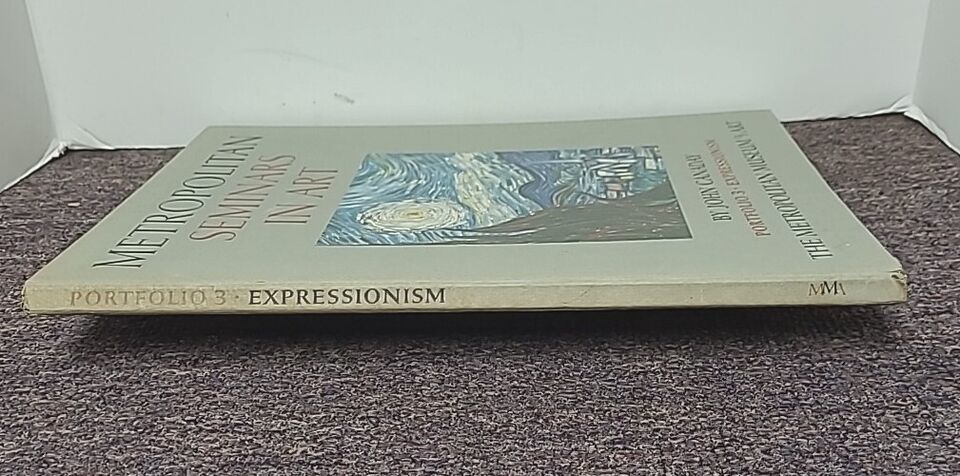 METROPOLITAN
SEMINARS
IN ART
BY JOHN CANADAY
PORTFOLIO 3 · EXPRESSIONISM
THE METROPOLITAN MUSEUM OF ART
PORTFOLIO 3 · EXPRESSIONISM
MMA